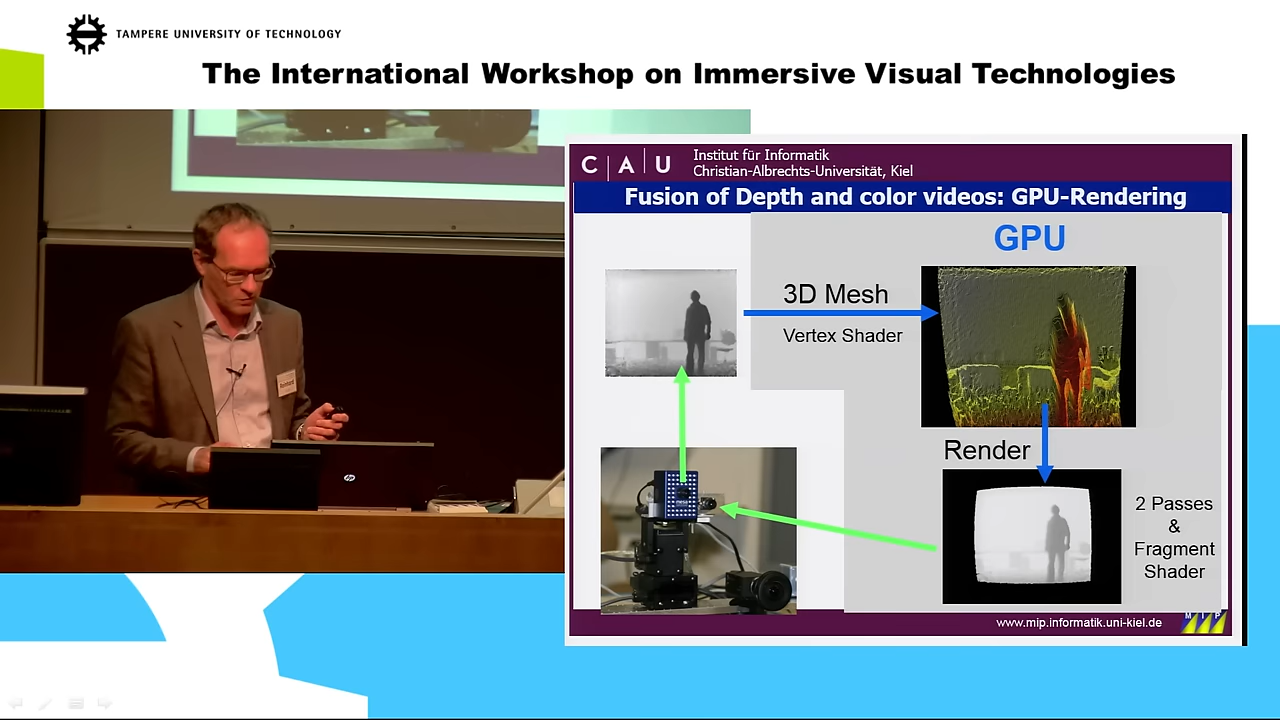 TAMPERE UNIVERSITY OF TECHNOLOGY
The International Workshop on Immersive Visual Technologies
C A U
Institut für Informatik
Christian-Albrechts-Universität, Kiel
Fusion of Depth and color videos: GPU-Rendering
GPU
3D Mesh
Vertex Shader
Render
2 Passes
&
Fragment
Shader
www.mip.informatik.uni-kiel.de
M I P
hp